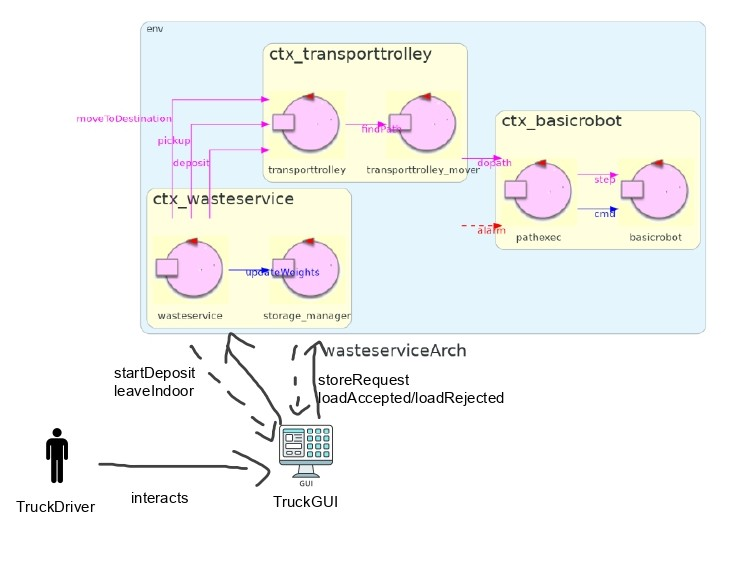 env
ctx_transporttrolley
ctx_basicrobot
moveToDestination
pickup
deposit
findPath
transporttrolley
transporttrolley_mover
dopath
step
cmd
alarm
pathexec
basicrobot
ctx_wasteservice
updateWeights
wasteservice
storage_manager
wasteserviceArch
startDeposit
leaveIndoor
storeRequest
loadAccepted/loadRejected
GUI
TruckDriver
interacts
TruckGUI